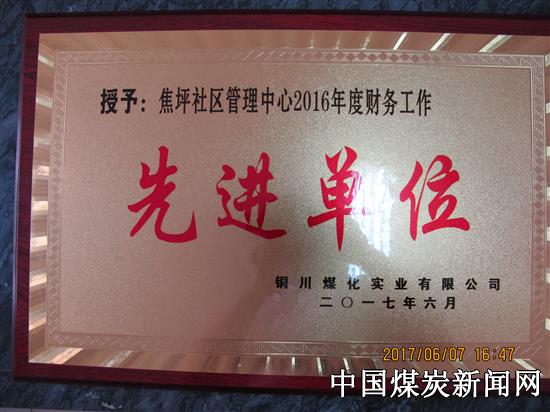 授予：焦坪社区管理中心2016年度财务工作
先进单位
铜川煤化实业有限公司
二〇一七年六月
2017/06/07 16:47
中国煤炭新闻网